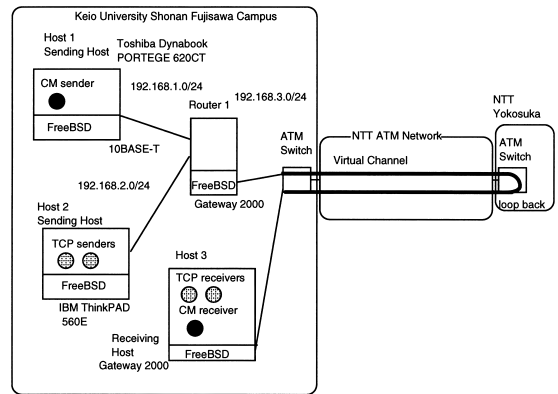 Keio University Shonan Fujisawa Campus
Host 1
Sending Host
Toshiba Dynabook
PORTEGE 620CT
CM sender
FreeBSD
192.168.1.0/24
10BASE-T
Router 1
192.168.3.0/24
FreeBSD
Gateway 2000
192.168.2.0/24
Host 2
Sending Host
TCP senders
FreeBSD
IBM ThinkPAD
560E
Host 3
TCP receivers
CM receiver
FreeBSD
Receiving
Host
Gateway 2000
ATM
Switch
NTT ATM Network
Virtual Channel
NTT
Yokosuka
ATM
Switch
loop back